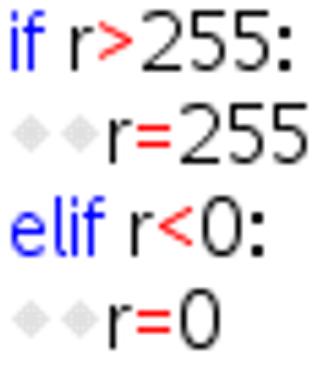 if r>255:
  r=255
elif r<0:
  r=0